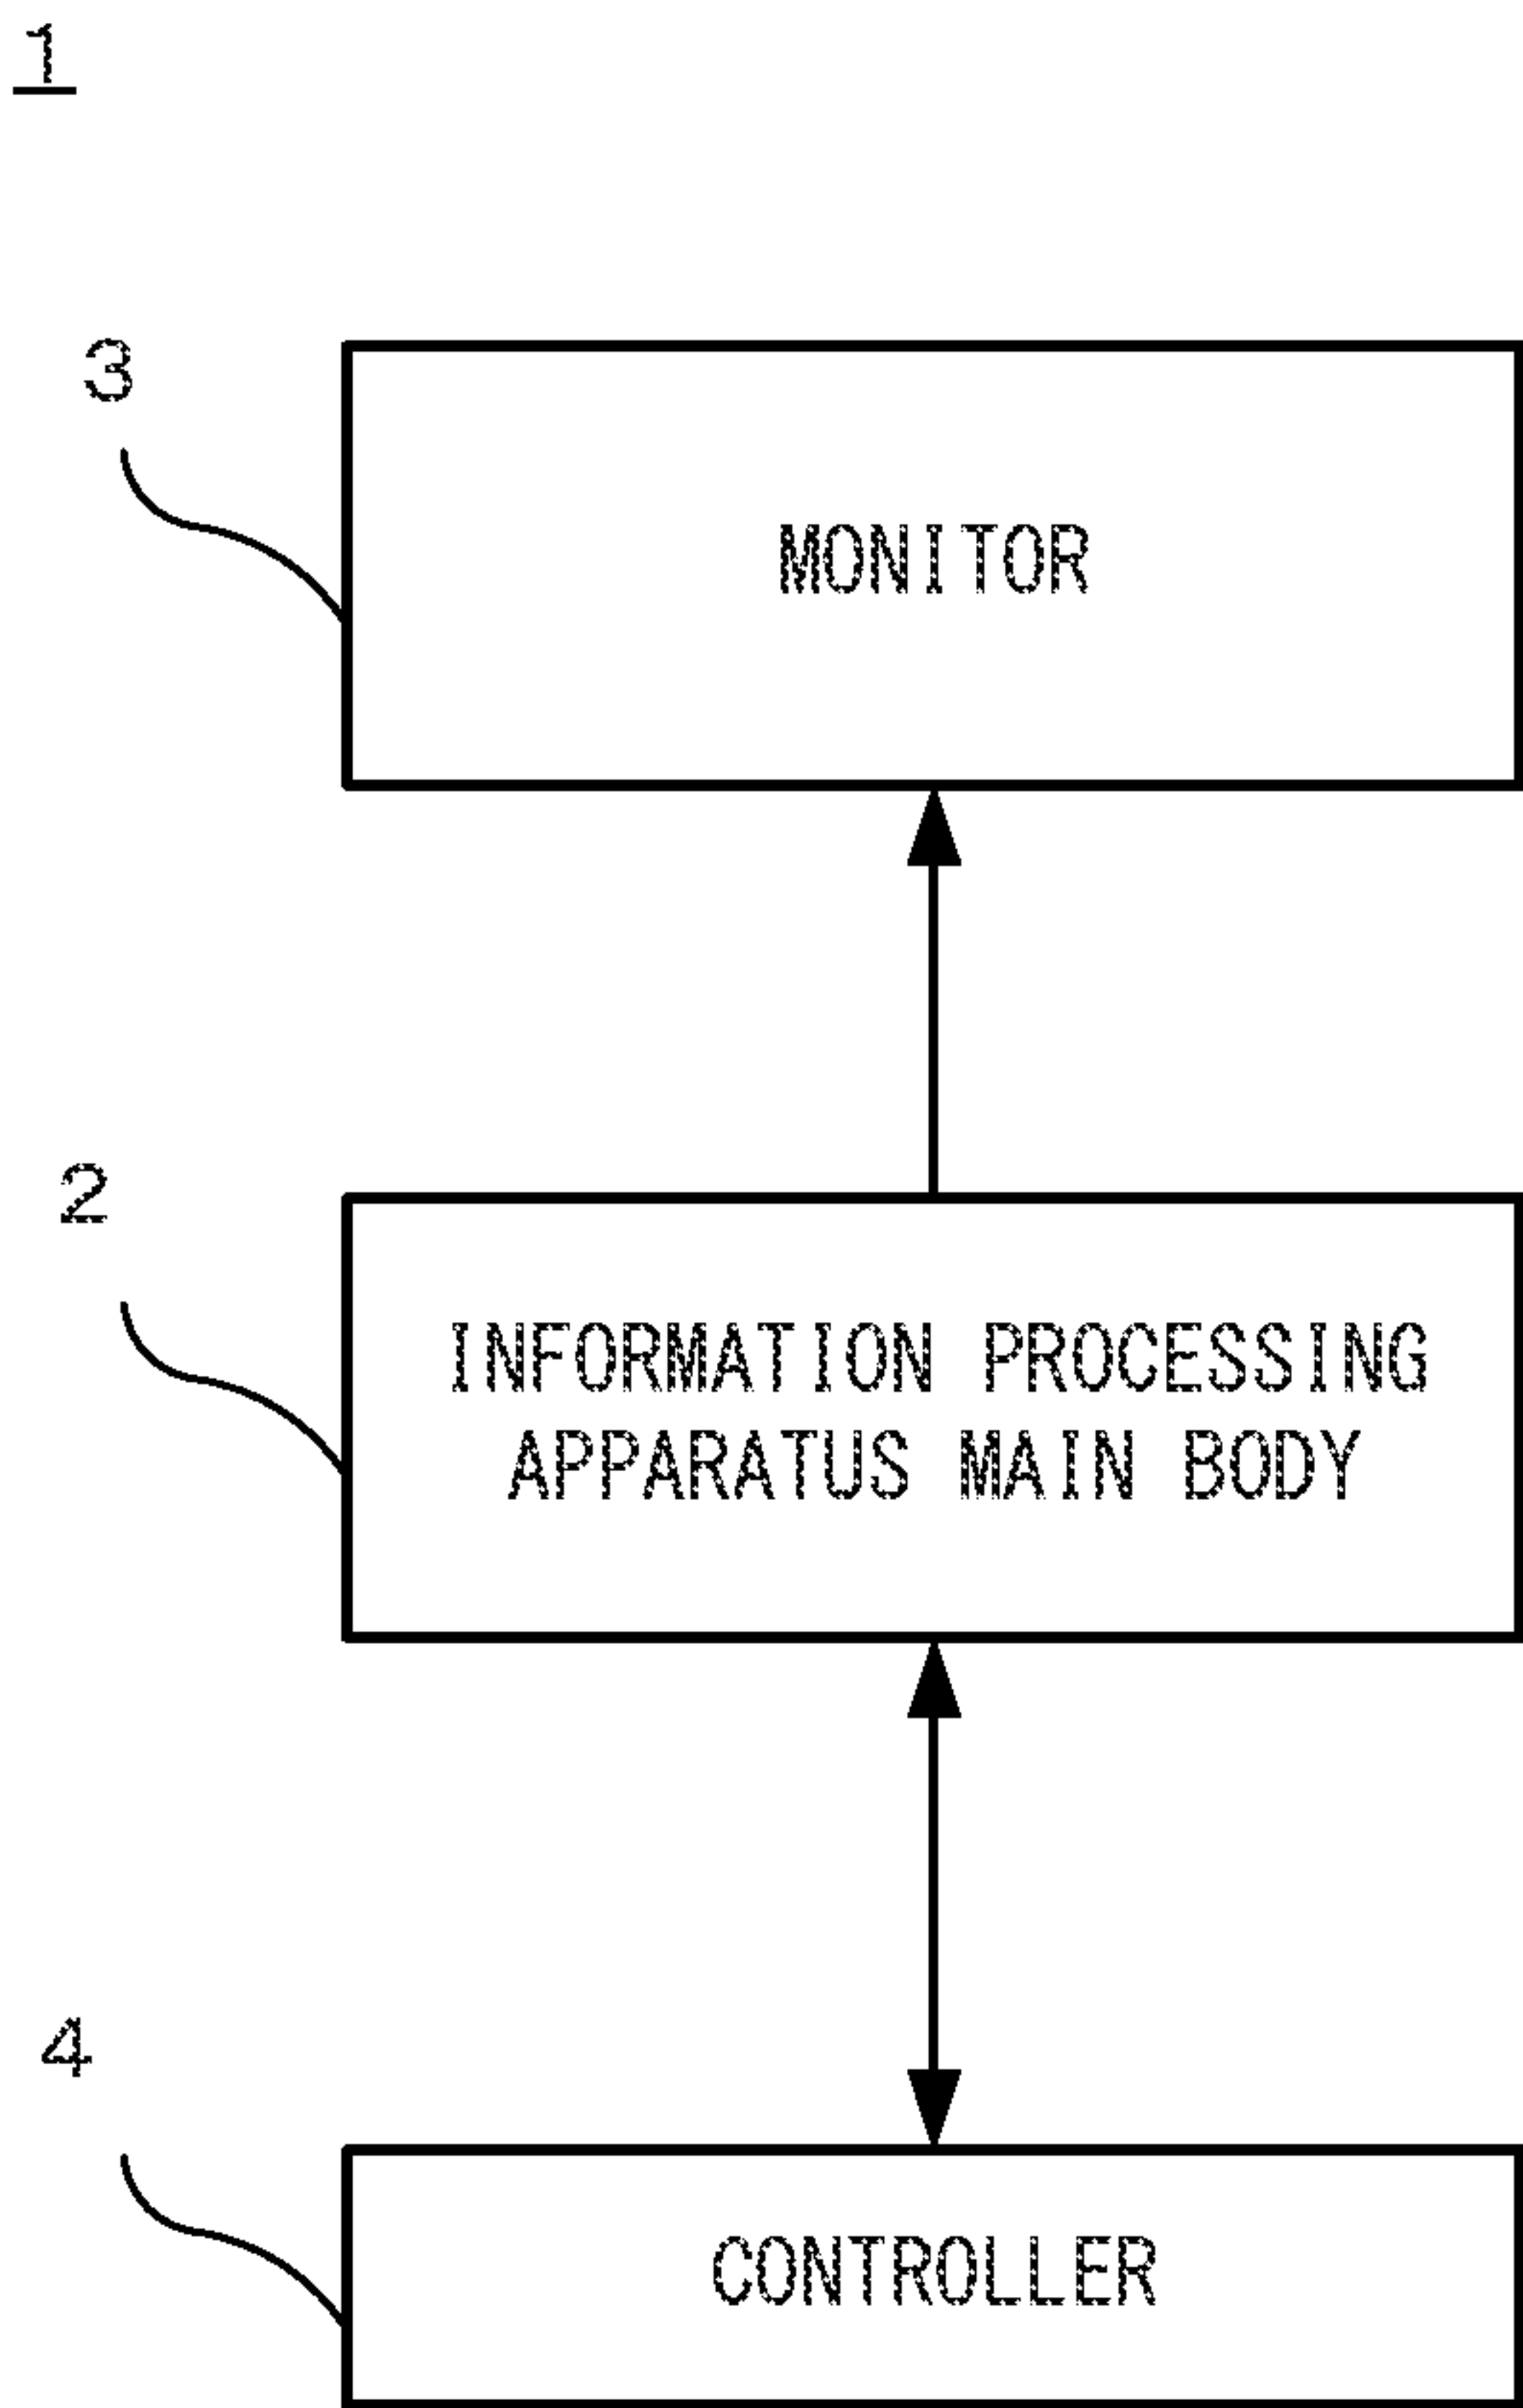 1
3
MONITOR
2
INFORMATION PROCESSING
APPARATUS MAIN BODY
4
CONTROLLER